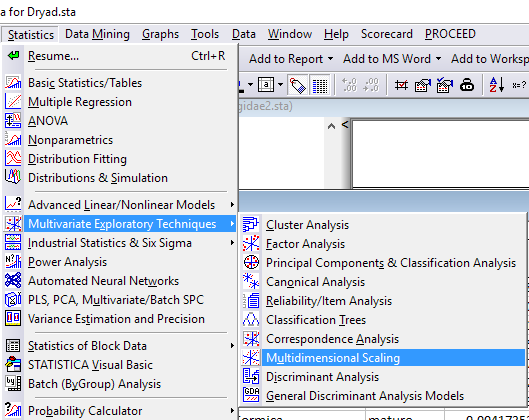 a for Dryad.sta
Statistics Data Mining Graphs Tools Data Window Help Scorecard PROCEED
Resume... Ctrl+R
Add to Report Add to MS Word Add to Worksp
Basic Statistics/Tables
Multiple Regression
ANOVA
Nonparametrics
Distribution Fitting
Distributions & Simulation
gidae2.sta)
Advanced Linear/Nonlinear Models
Multivariate Exploratory Techniques
Industrial Statistics & Six Sigma
Power Analysis
Automated Neural Networks
PLS, PCA, Multivariate/Batch SPC
Variance Estimation and Precision
Statistics of Block Data
STATISTICA Visual Basic
Batch (ByGroup) Analysis
Probability Calculator
Cluster Analysis
Factor Analysis
Principal Components & Classification Analysis
Canonical Analysis
Reliability/Item Analysis
Classification Trees
Correspondence Analysis
Multidimensional Scaling
Discriminant Analysis
General Discriminant Analysis Models